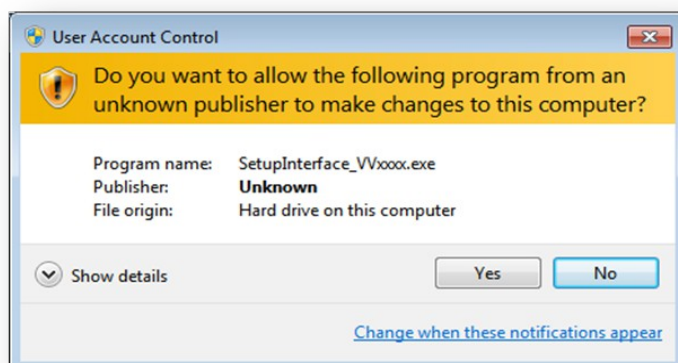 User Account Control
Do you want to allow the following program from an
unknown publisher to make changes to this computer?
Program name: SetupInterface_VVxxxx.exe
Publisher: Unknown
File origin: Hard drive on this computer
Show details
Yes No
Change when these notifications appear